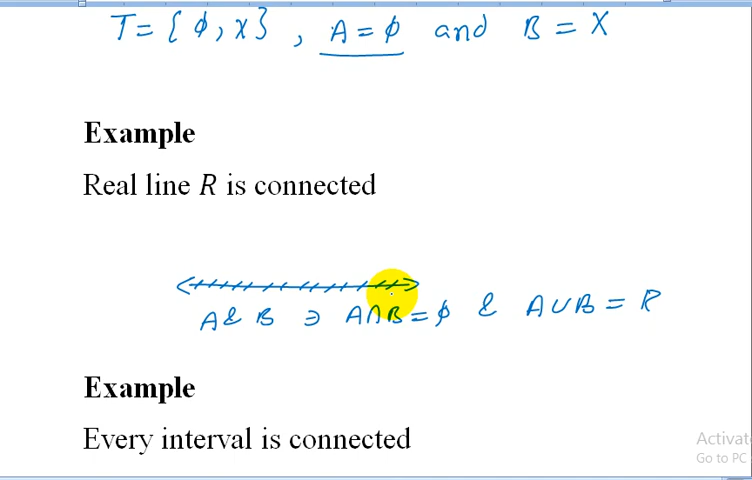 T = { ϕ, X } , A = ϕ and B = X
Example
Real line R is connected
A & B ∋ A∩B = ϕ & A∪B = R
Example
Every interval is connected
Activat
Go to PC